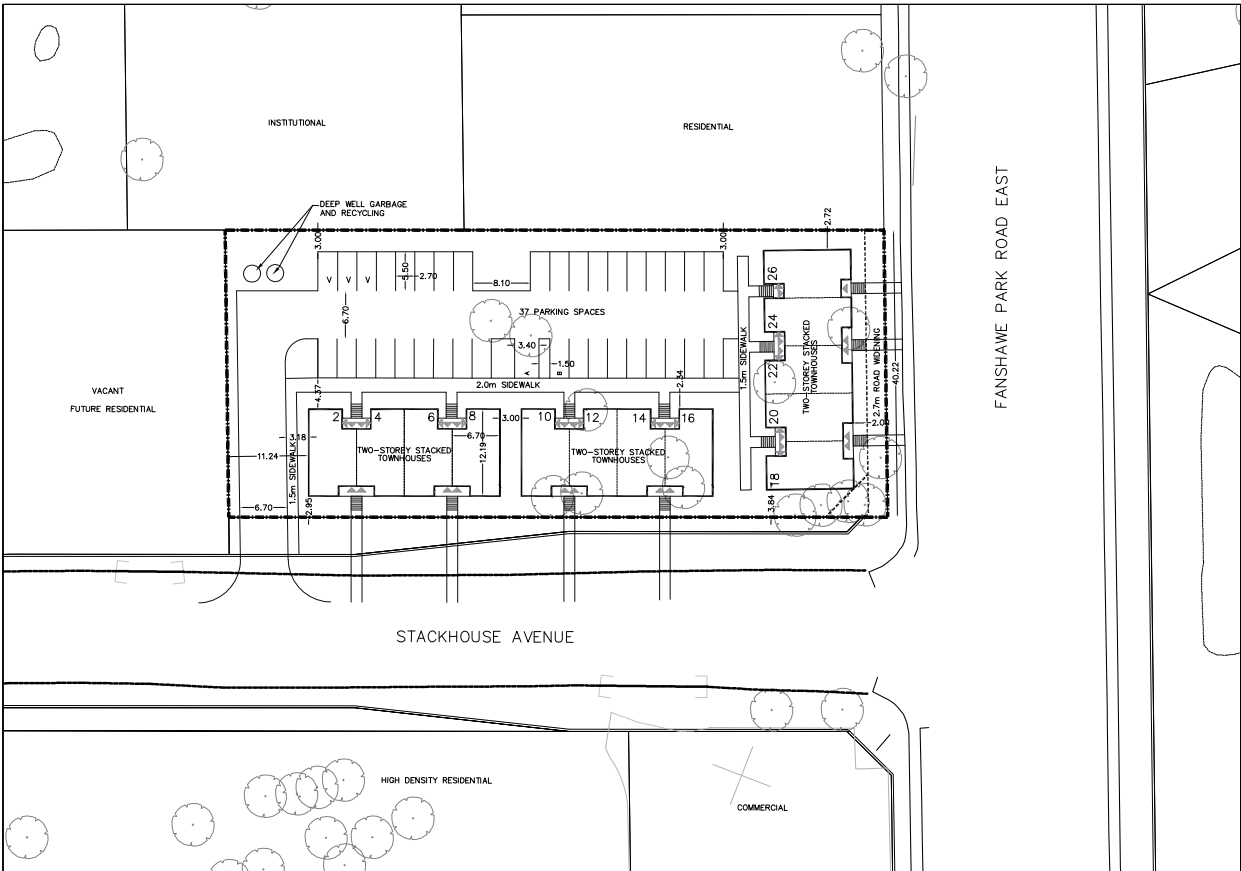 INSTITUTIONAL
RESIDENTIAL
FANSHAWE PARK ROAD EAST
DEEP WELL GARBAGE
AND RECYCLING
3.00
3.00
2.72
V V V
5.50
2.70
8.10
26
6.70
37 PARKING SPACES
24
3.40
1.50
A
B
2.0m SIDEWALK
1.5m SIDEWALK
22
TWO-STOREY STACKED
TOWNHOUSES
2.7m ROAD WIDENING
40.22
VACANT
FUTURE RESIDENTIAL
4.37
2.34
2
4
6
8
3.00
10
12
14
16
20
2.00
3.18
6.70
12.19
11.24
1.5m SIDEWALK
TWO-STOREY STACKED
TOWNHOUSES
TWO-STOREY STACKED
TOWNHOUSES
18
6.70
2.95
3.84
STACKHOUSE AVENUE
HIGH DENSITY RESIDENTIAL
COMMERCIAL